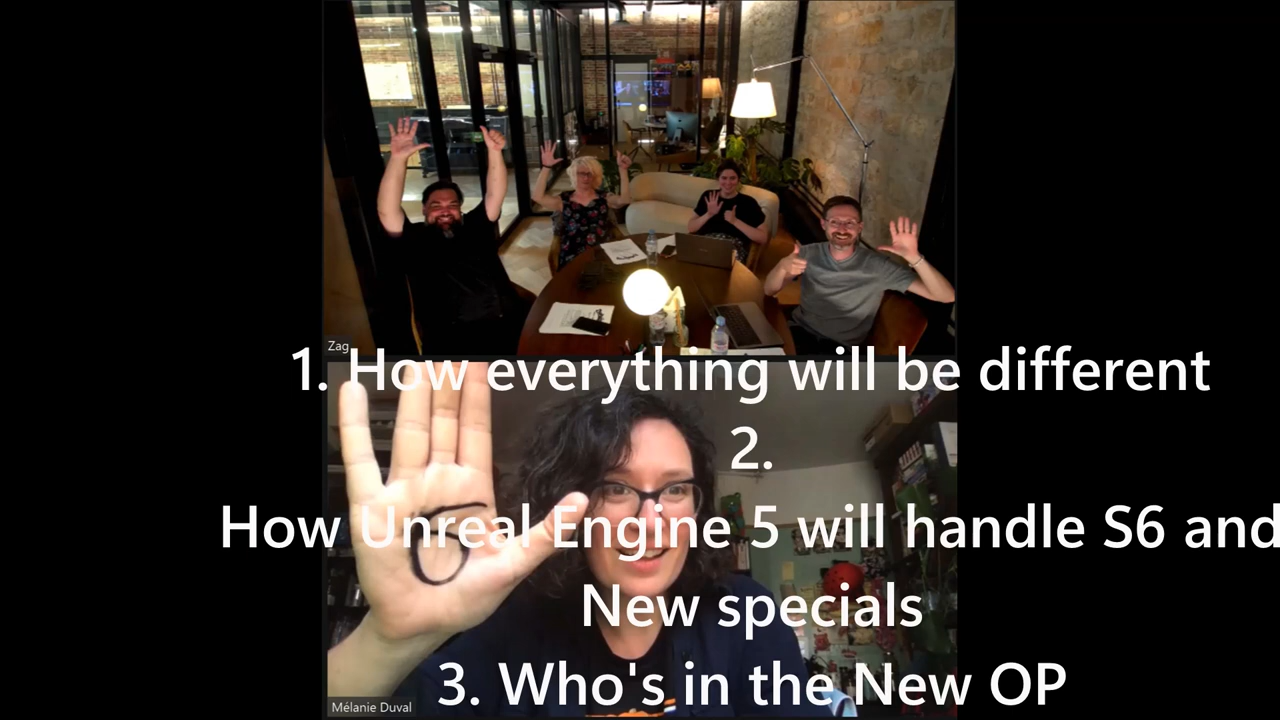 Zag
1. How everything will be different
2.
How Unreal Engine 5 will handle S6 and
New specials
3. Who's in the New OP
6
Mélanie Duval